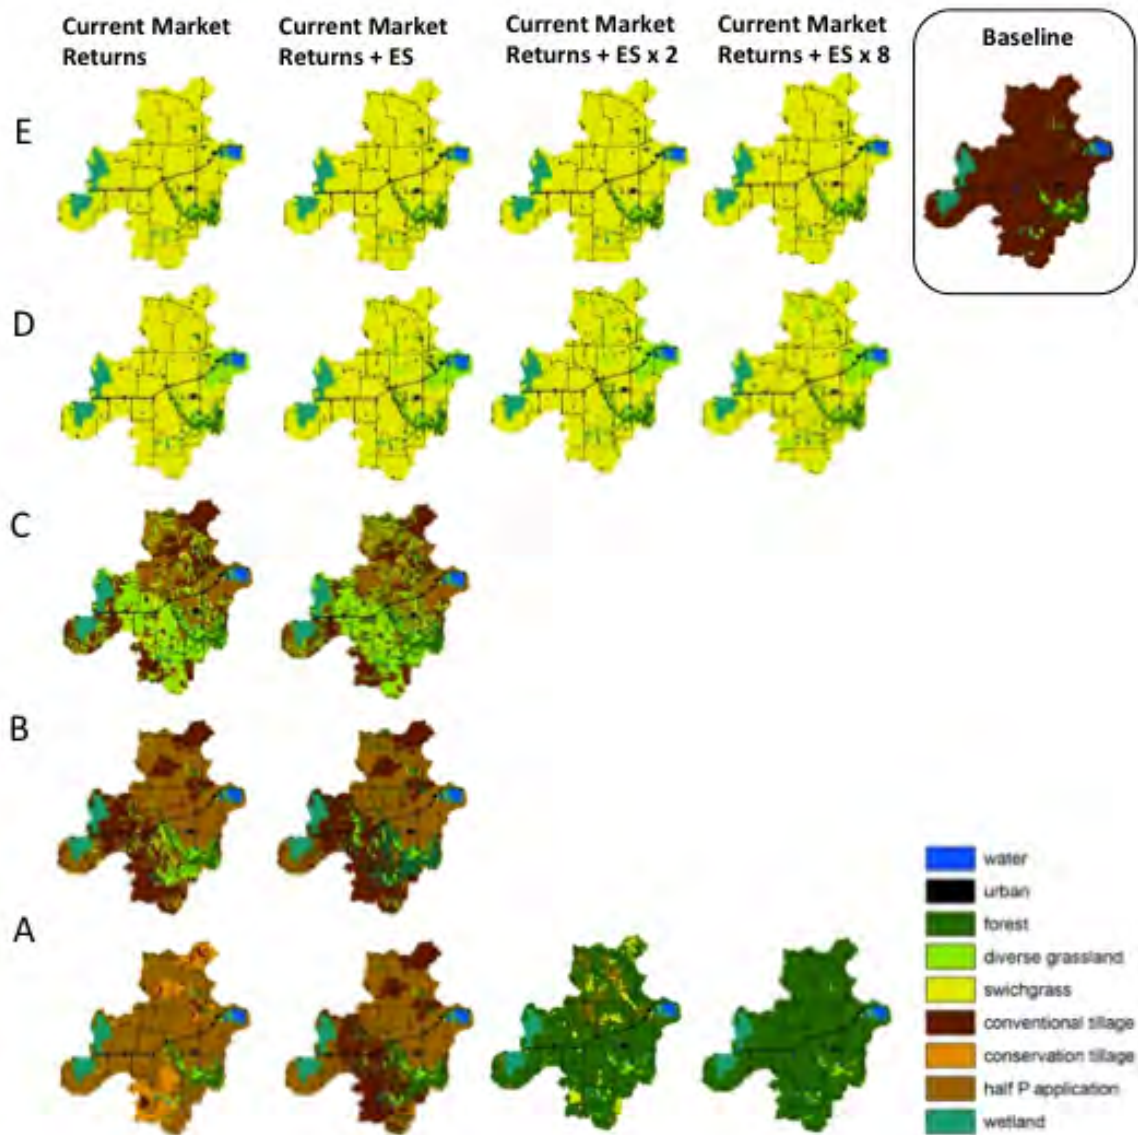 Current Market
Returns
Current Market
Returns + ES
Current Market
Returns + ES x 2
Current Market
Returns + ES x 8
Baseline
E
D
C
B
A
water
urban
forest
diverse grassland
swichgrass
conventional tillage
conservation tillage
half P application
wetland